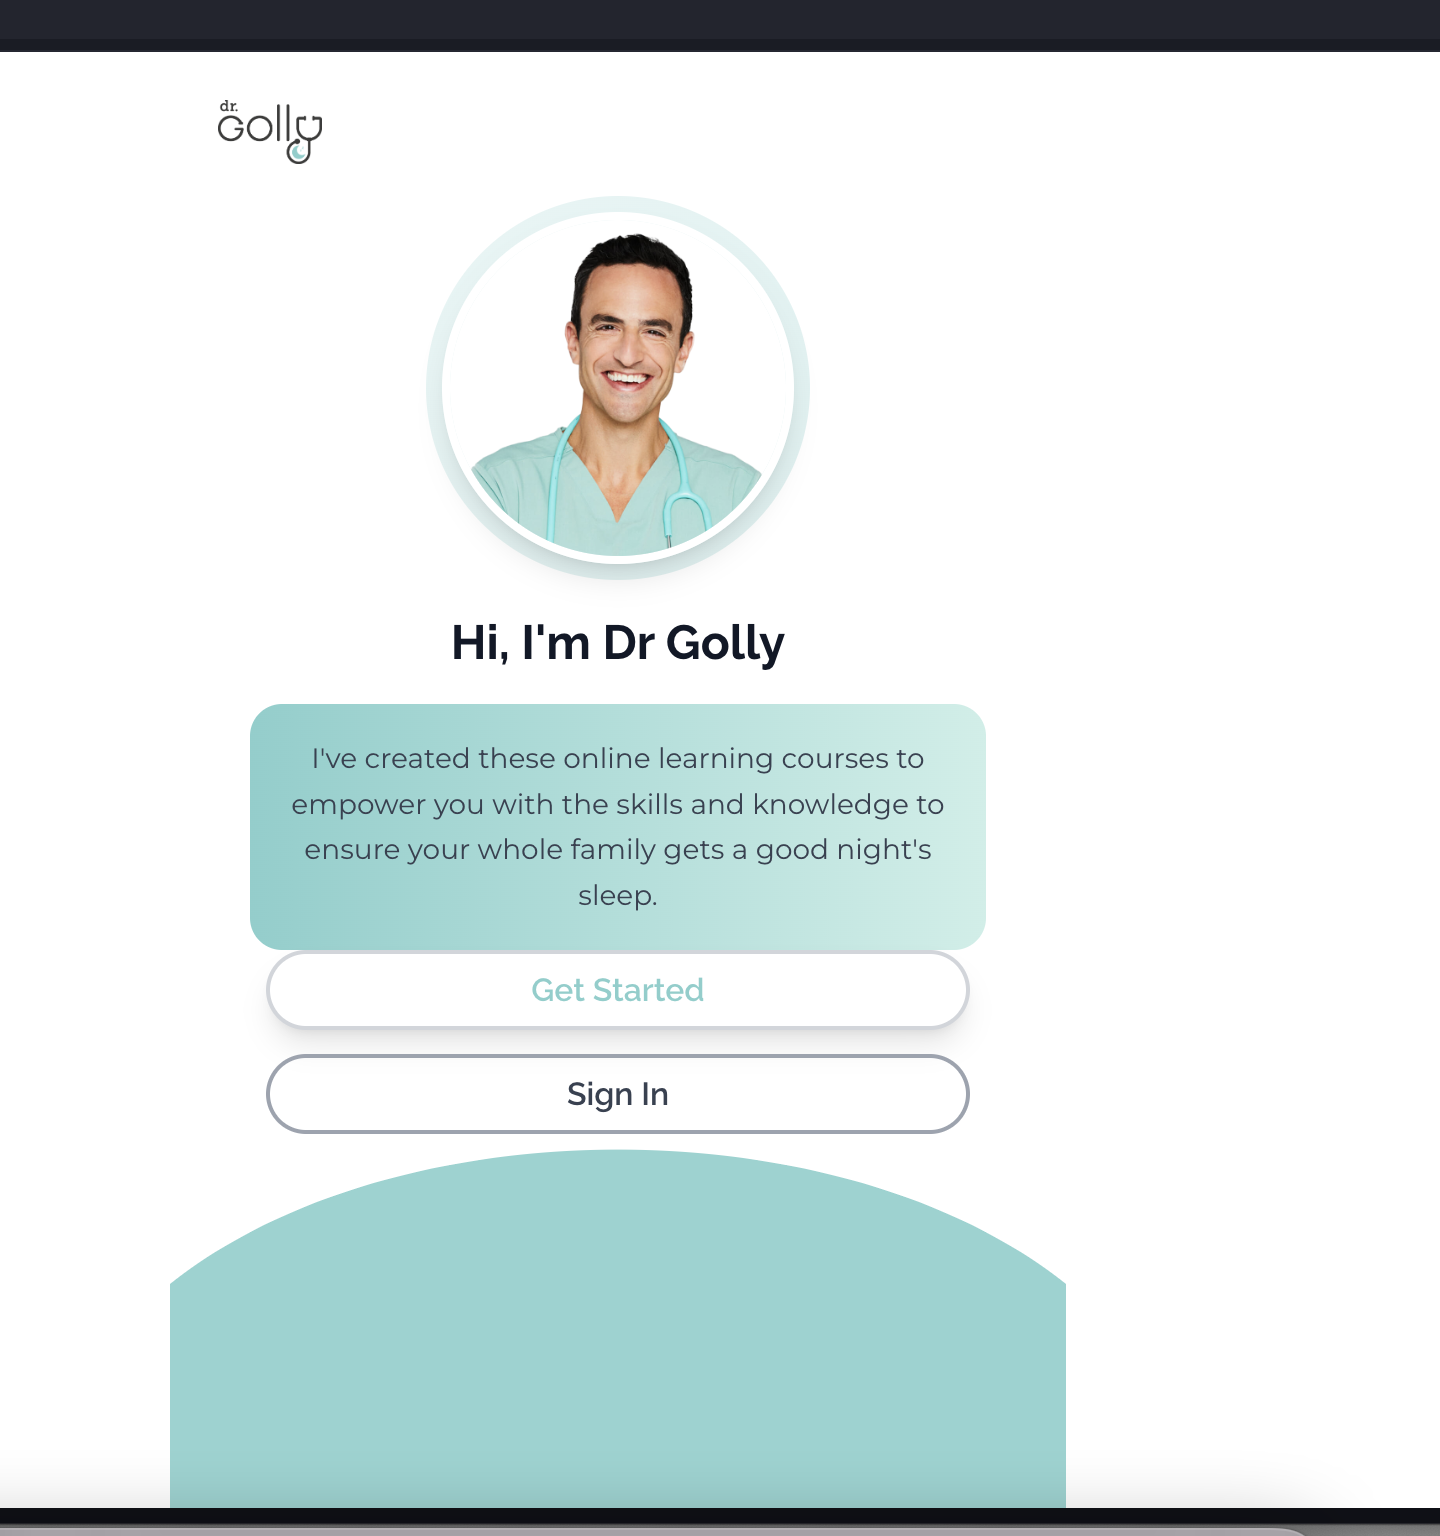 dr.
Golly
Hi, I'm Dr Golly
I've created these online learning courses to
empower you with the skills and knowledge to
ensure your whole family gets a good night's
sleep.
Get Started
Sign In